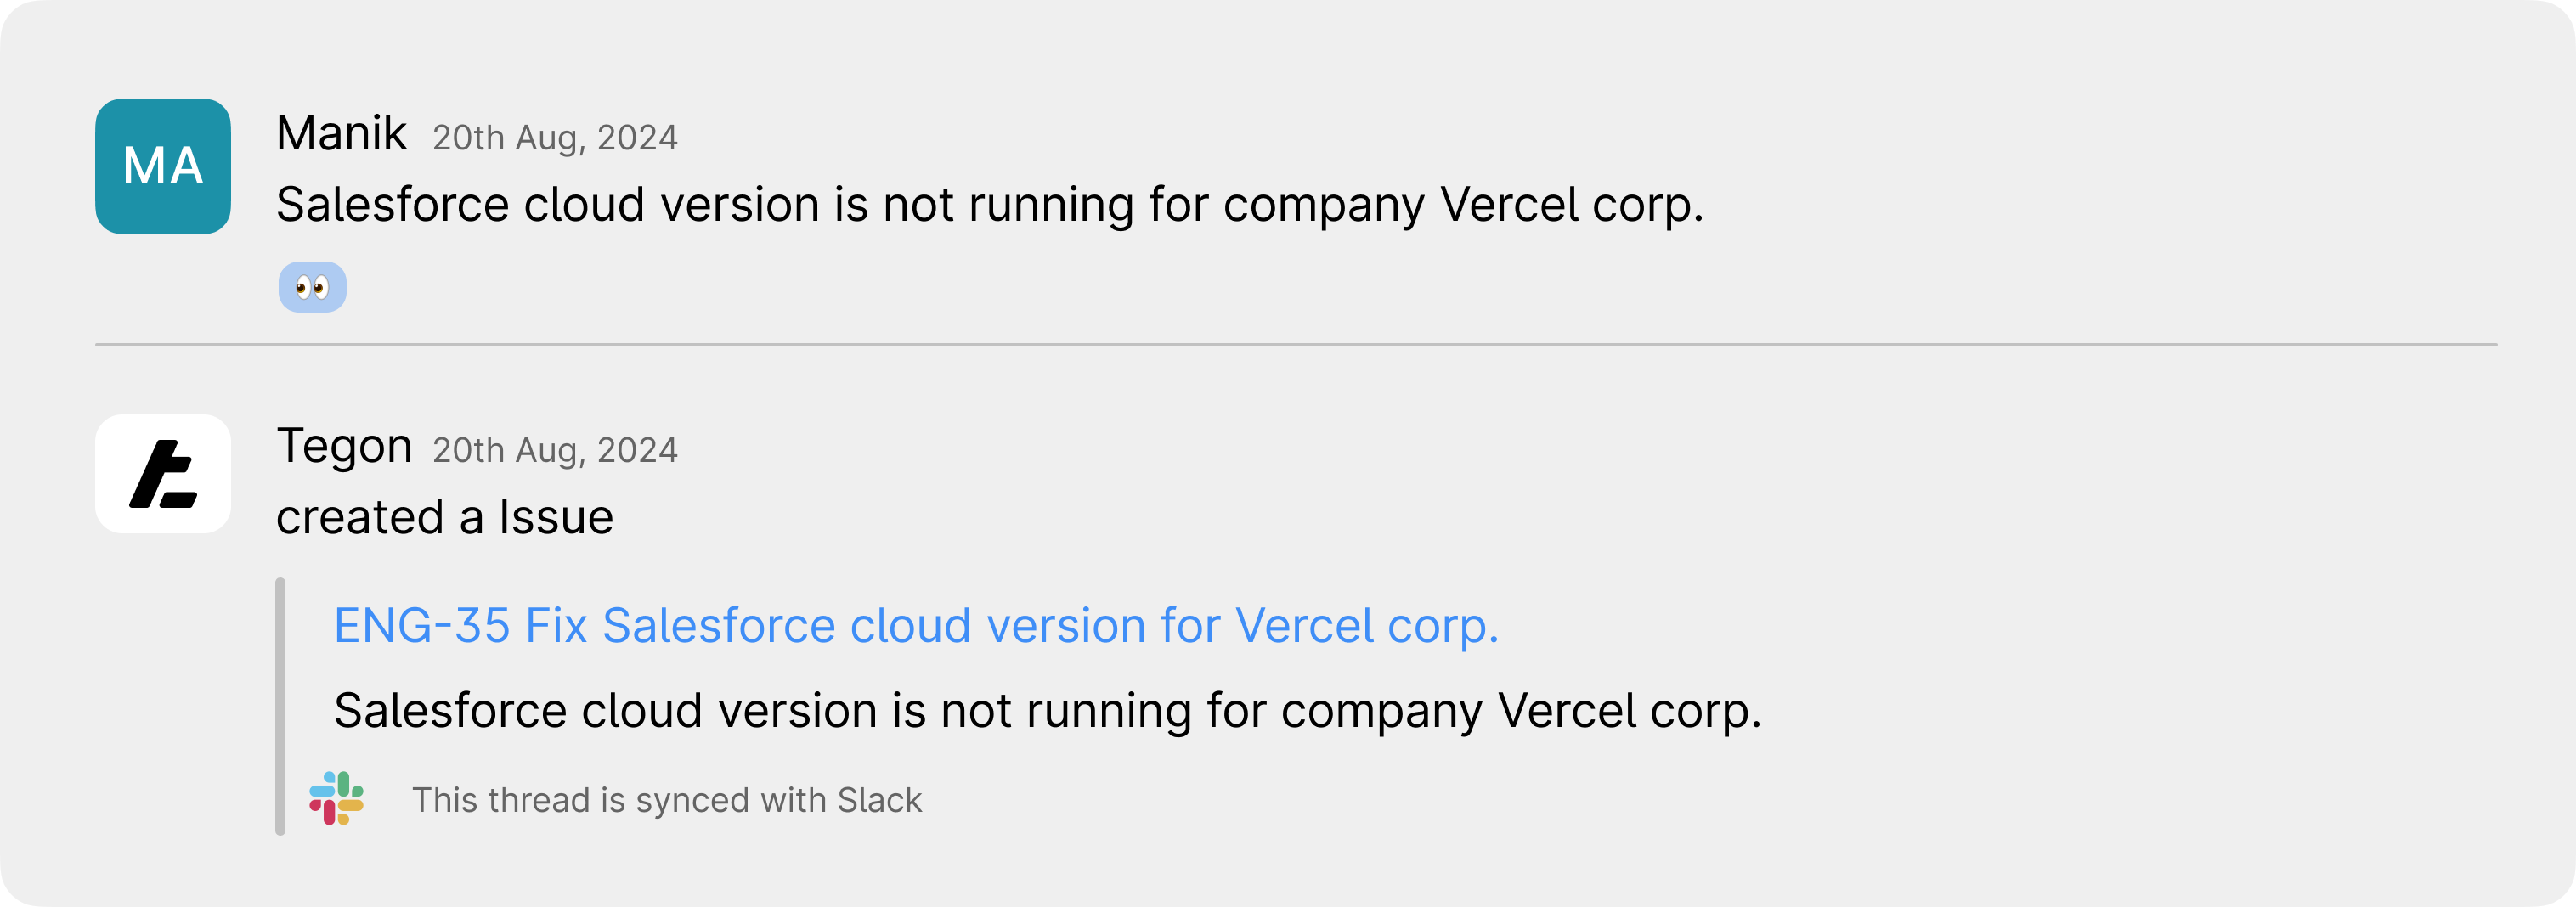 MA
Manik 20th Aug, 2024
Salesforce cloud version is not running for company Vercel corp.
👀
Tegon 20th Aug, 2024
created a Issue
ENG-35 Fix Salesforce cloud version for Vercel corp.
Salesforce cloud version is not running for company Vercel corp.
This thread is synced with Slack